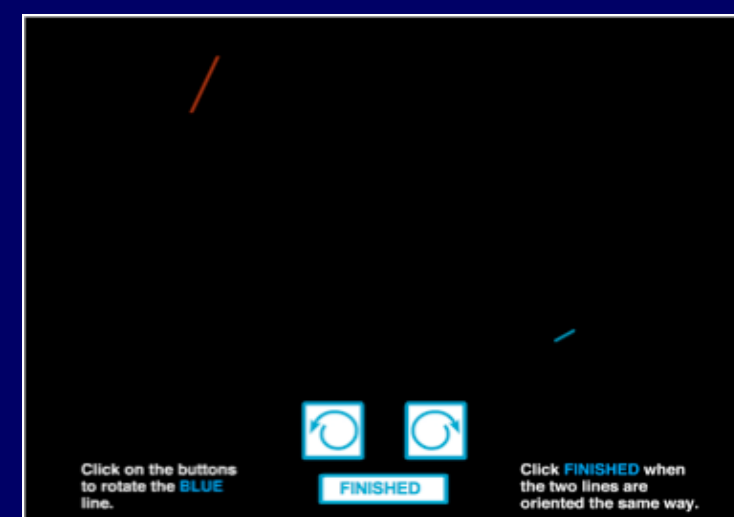 Click on the buttons
to rotate the BLUE
line.
FINISHED
Click FINISHED when
the two lines are
oriented the same way.